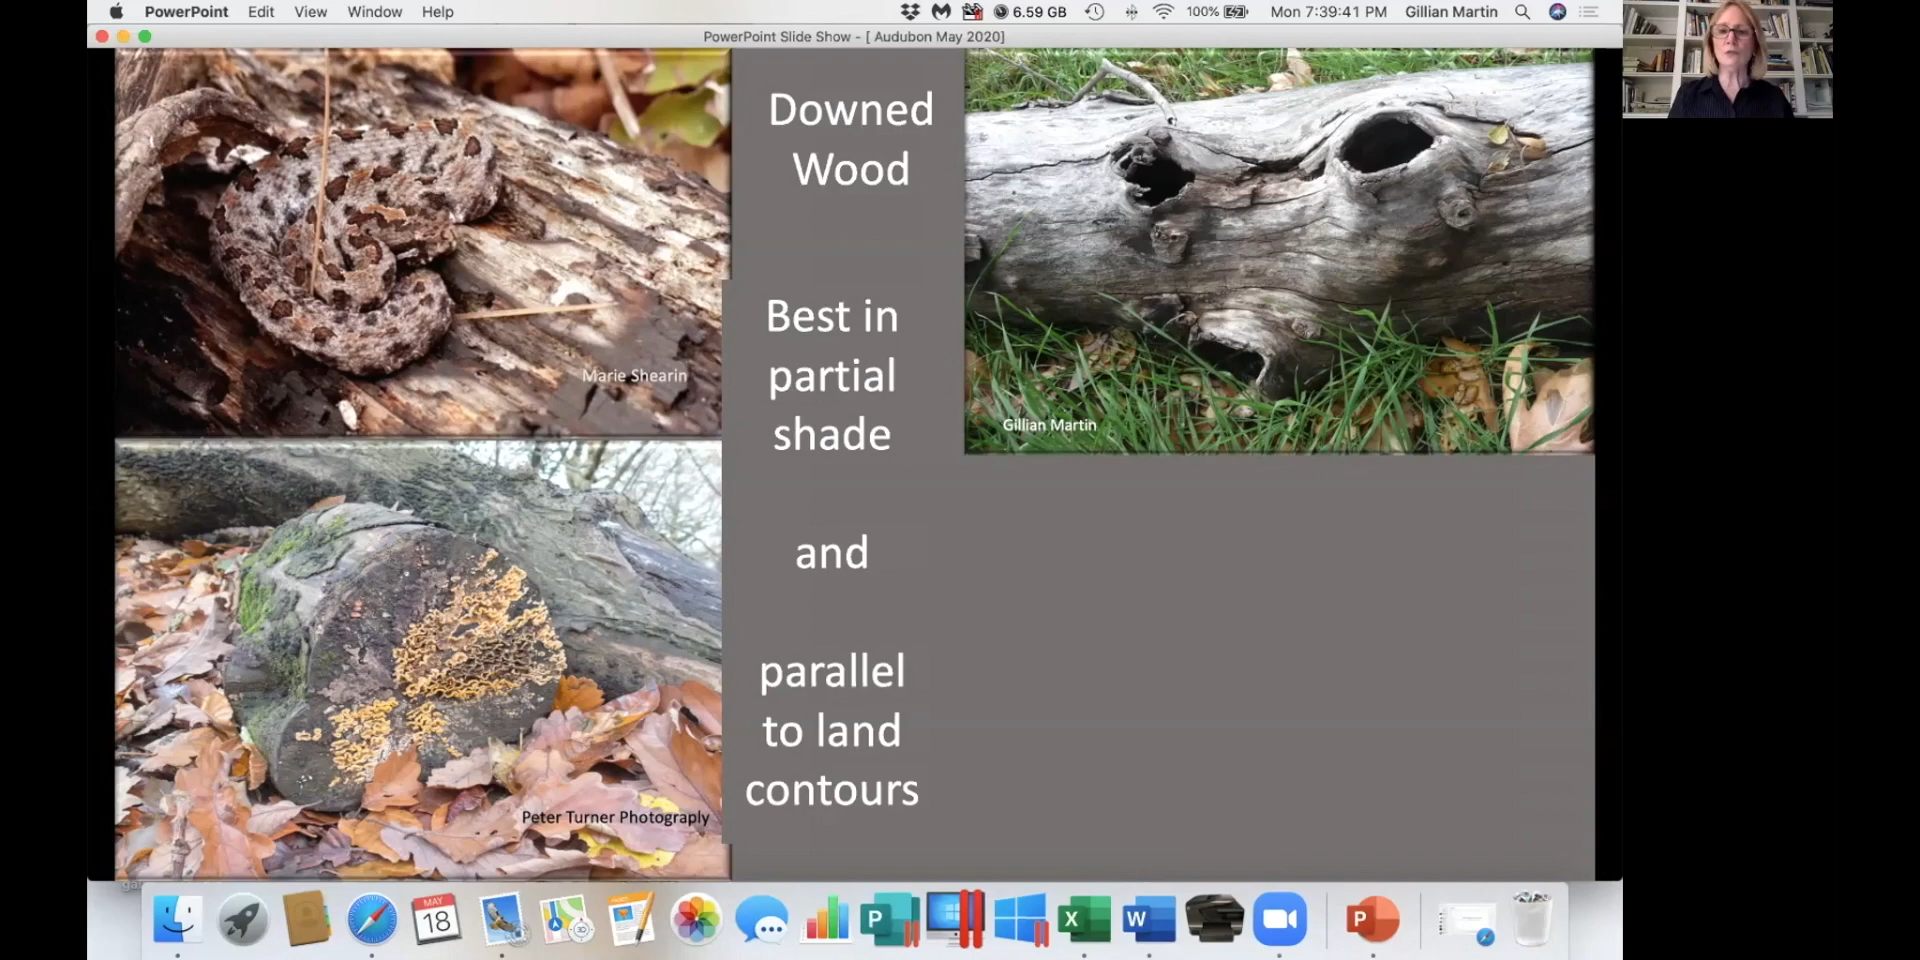 PowerPoint Edit View Window Help 6.59 GB 100% Mon 7:39:41 PM Gillian Martin
PowerPoint Slide Show - [ Audubon May 2020]
Downed
Wood
Best in
partial
shade
and
parallel
to land
contours
Marie Shearin
Gillian Martin
Peter Turner Photograply
MAY
18
3D
P
X
W
P